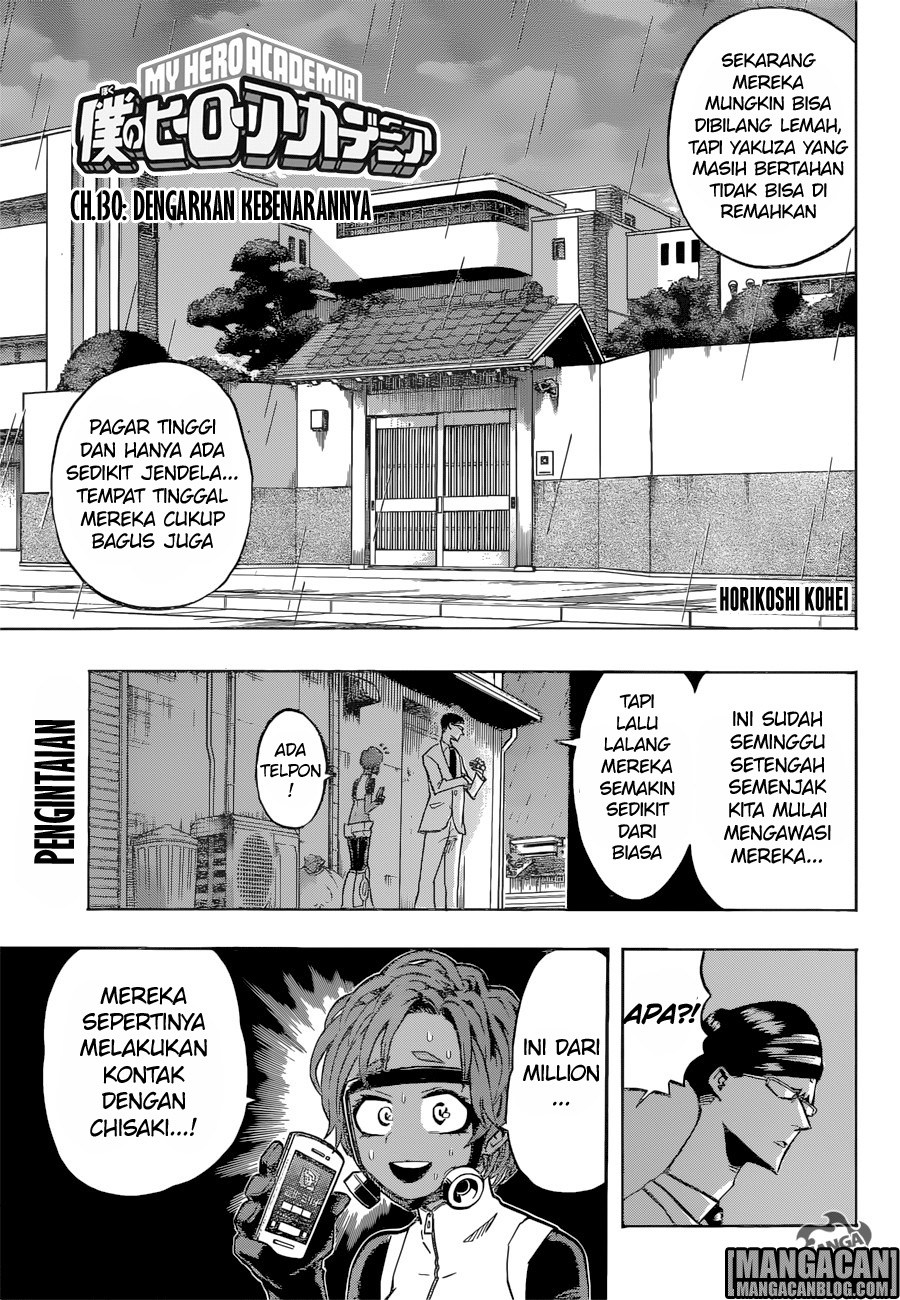 SEKARANG
MEREKA
MUNGKIN BISA
DIBILANG LEMAH,
TAPI YAKUZA YANG
MASIH BERTAHAN
TIDAK BISA DI
REMAHKAN
MY HERO ACADEMIA
ぼく
僕のヒーローアカデミア
CH.130: DENGARKAN KEBENARANNYA
PAGAR TINGGI
DAN HANYA ADA
SEDIKIT JENDELA...
TEMPAT TINGGAL
MEREKA CUKUP
BAGUS JUGA
HORIKOSHI KOHEI
INI SUDAH
SEMINGGU
SETENGAH
SEMENJAK
KITA MULAI
MENGAWASI
MEREKA...
TAPI
LALU
LALANG
MEREKA
SEMAKIN
SEDIKIT
DARI
BIASA
ADA
TELPON
!
PENGINTAIAN
APA?!
INI DARI
MILLION
...
MEREKA
SEPERTINYA
MELAKUKAN
KONTAK
DENGAN
CHISAKI...!
MANGA
[MANGACAN]
MANGACANBLOG.COM